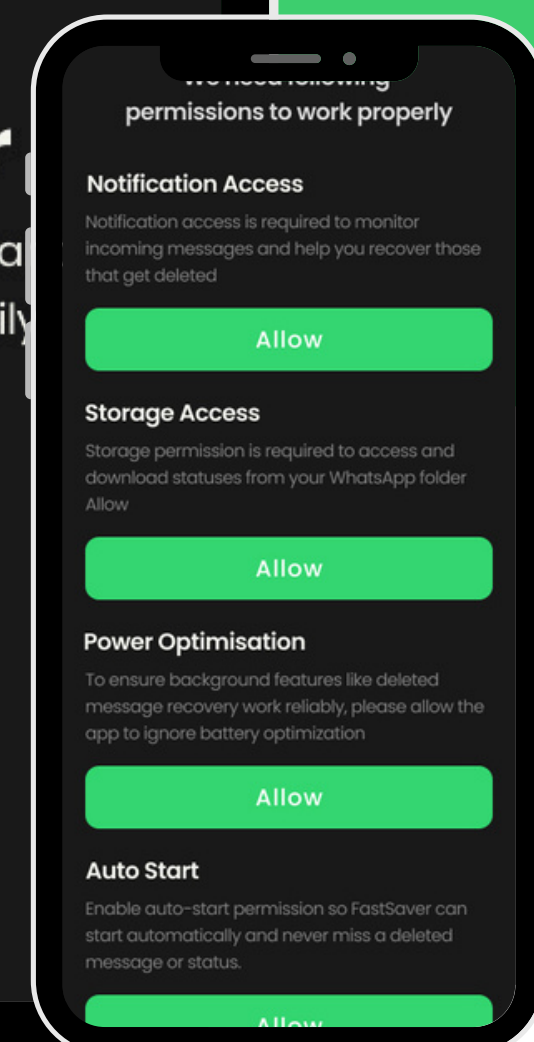 We need following
permissions to work properly
Notification Access
Notification access is required to monitor
incoming messages and help you recover those
that get deleted
Allow
Storage Access
Storage permission is required to access and
download statuses from your WhatsApp folder
Allow
Allow
Power Optimisation
To ensure background features like deleted
message recovery work reliably, please allow the
app to ignore battery optimization
Allow
Auto Start
Enable auto-start permission so FastSaver can
start automatically and never miss a deleted
message or status.
Allow